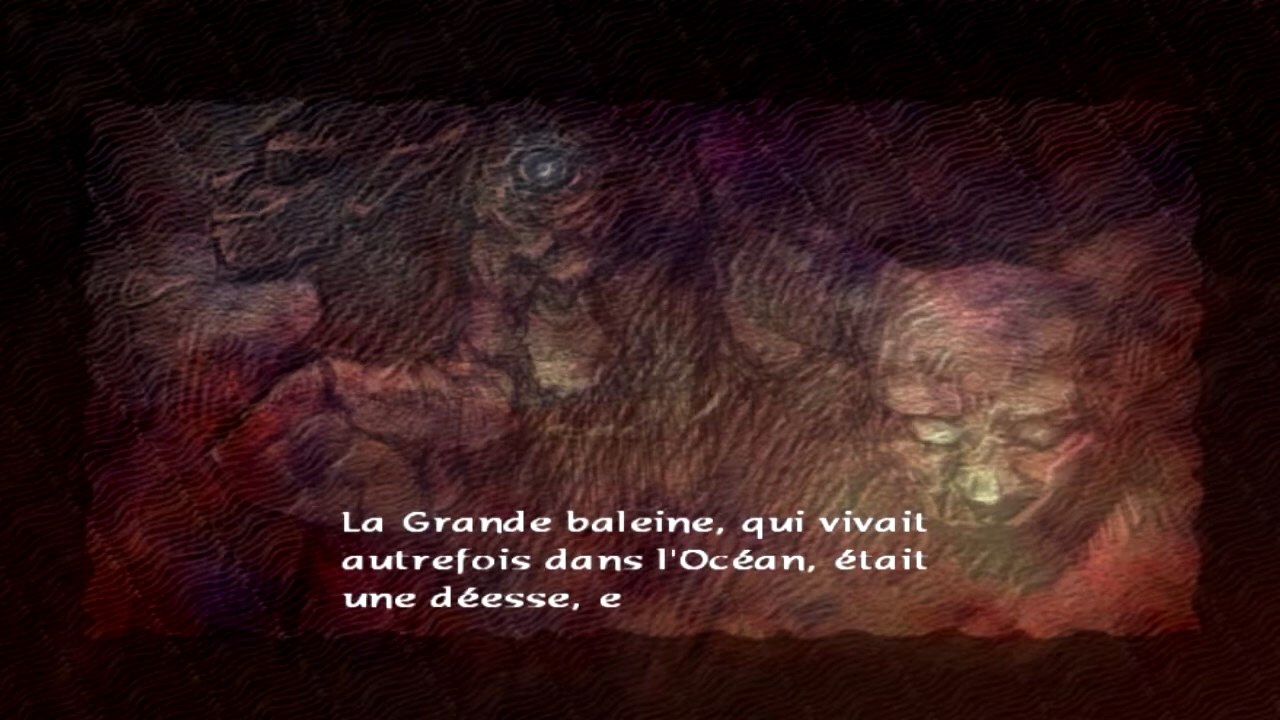 La Grande baleine, qui vivait
autrefois dans l'Océan, était
une déesse, e